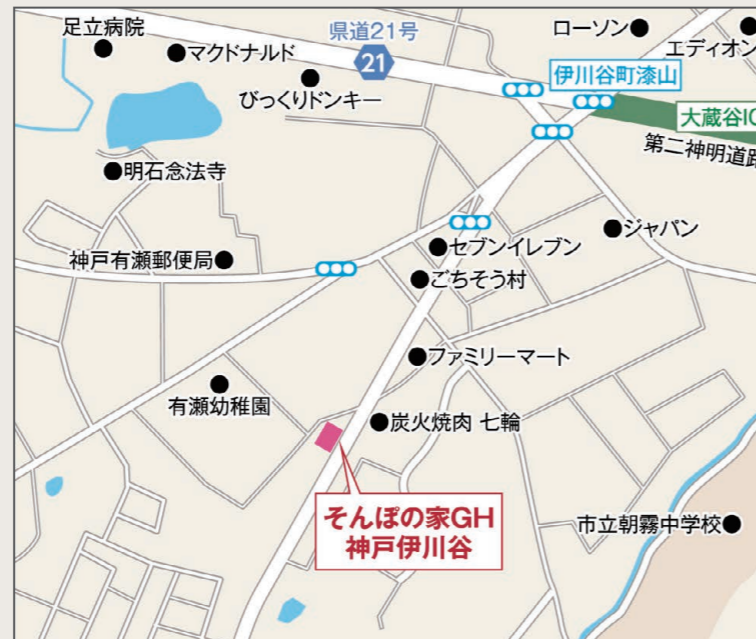 足立病院
県道21号
ローソン
エディオン
マクドナルド
21
びっくりドンキー
伊川谷町漆山
大蔵谷IC
第二神明道路
明石念法寺
ジャパン
神戸有瀬郵便局
セブンイレブン
ごちそう村
ファミリーマート
有瀬幼稚園
炭火焼肉 七輪
そんぽの家GH
神戸伊川谷
市立朝霧中学校